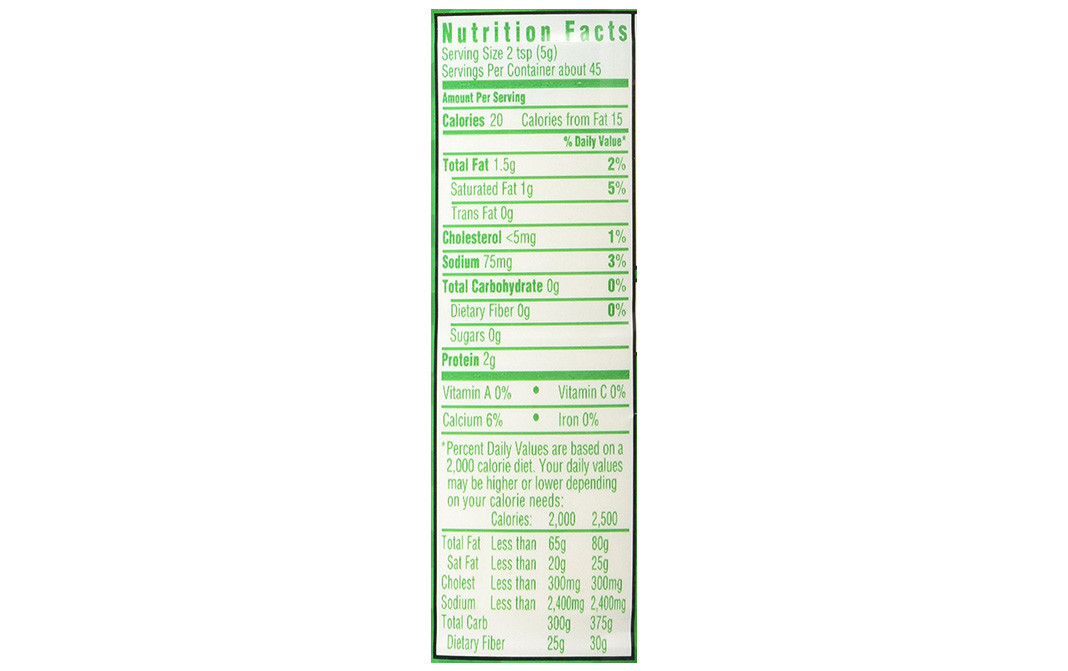 Nutrition Facts
Serving Size 2 tsp (5g)
Servings Per Container about 45
Amount Per Serving
Calories 20 Calories from Fat 15
% Daily Value*
Total Fat 1.5g 2%
Saturated Fat 1g 5%
Trans Fat 0g
Cholesterol <5mg 1%
Sodium 75mg 3%
Total Carbohydrate 0g 0%
Dietary Fiber 0g 0%
Sugars 0g
Protein 2g
Vitamin A 0% • Vitamin C 0%
Calcium 6% • Iron 0%
*Percent Daily Values are based on a
2,000 calorie diet. Your daily values
may be higher or lower depending
on your calorie needs:
Calories: 2,000 2,500
Total Fat Less than 65g 80g
Sat Fat Less than 20g 25g
Cholest Less than 300mg 300mg
Sodium Less than 2,400mg 2,400mg
Total Carb 300g 375g
Dietary Fiber 25g 30g